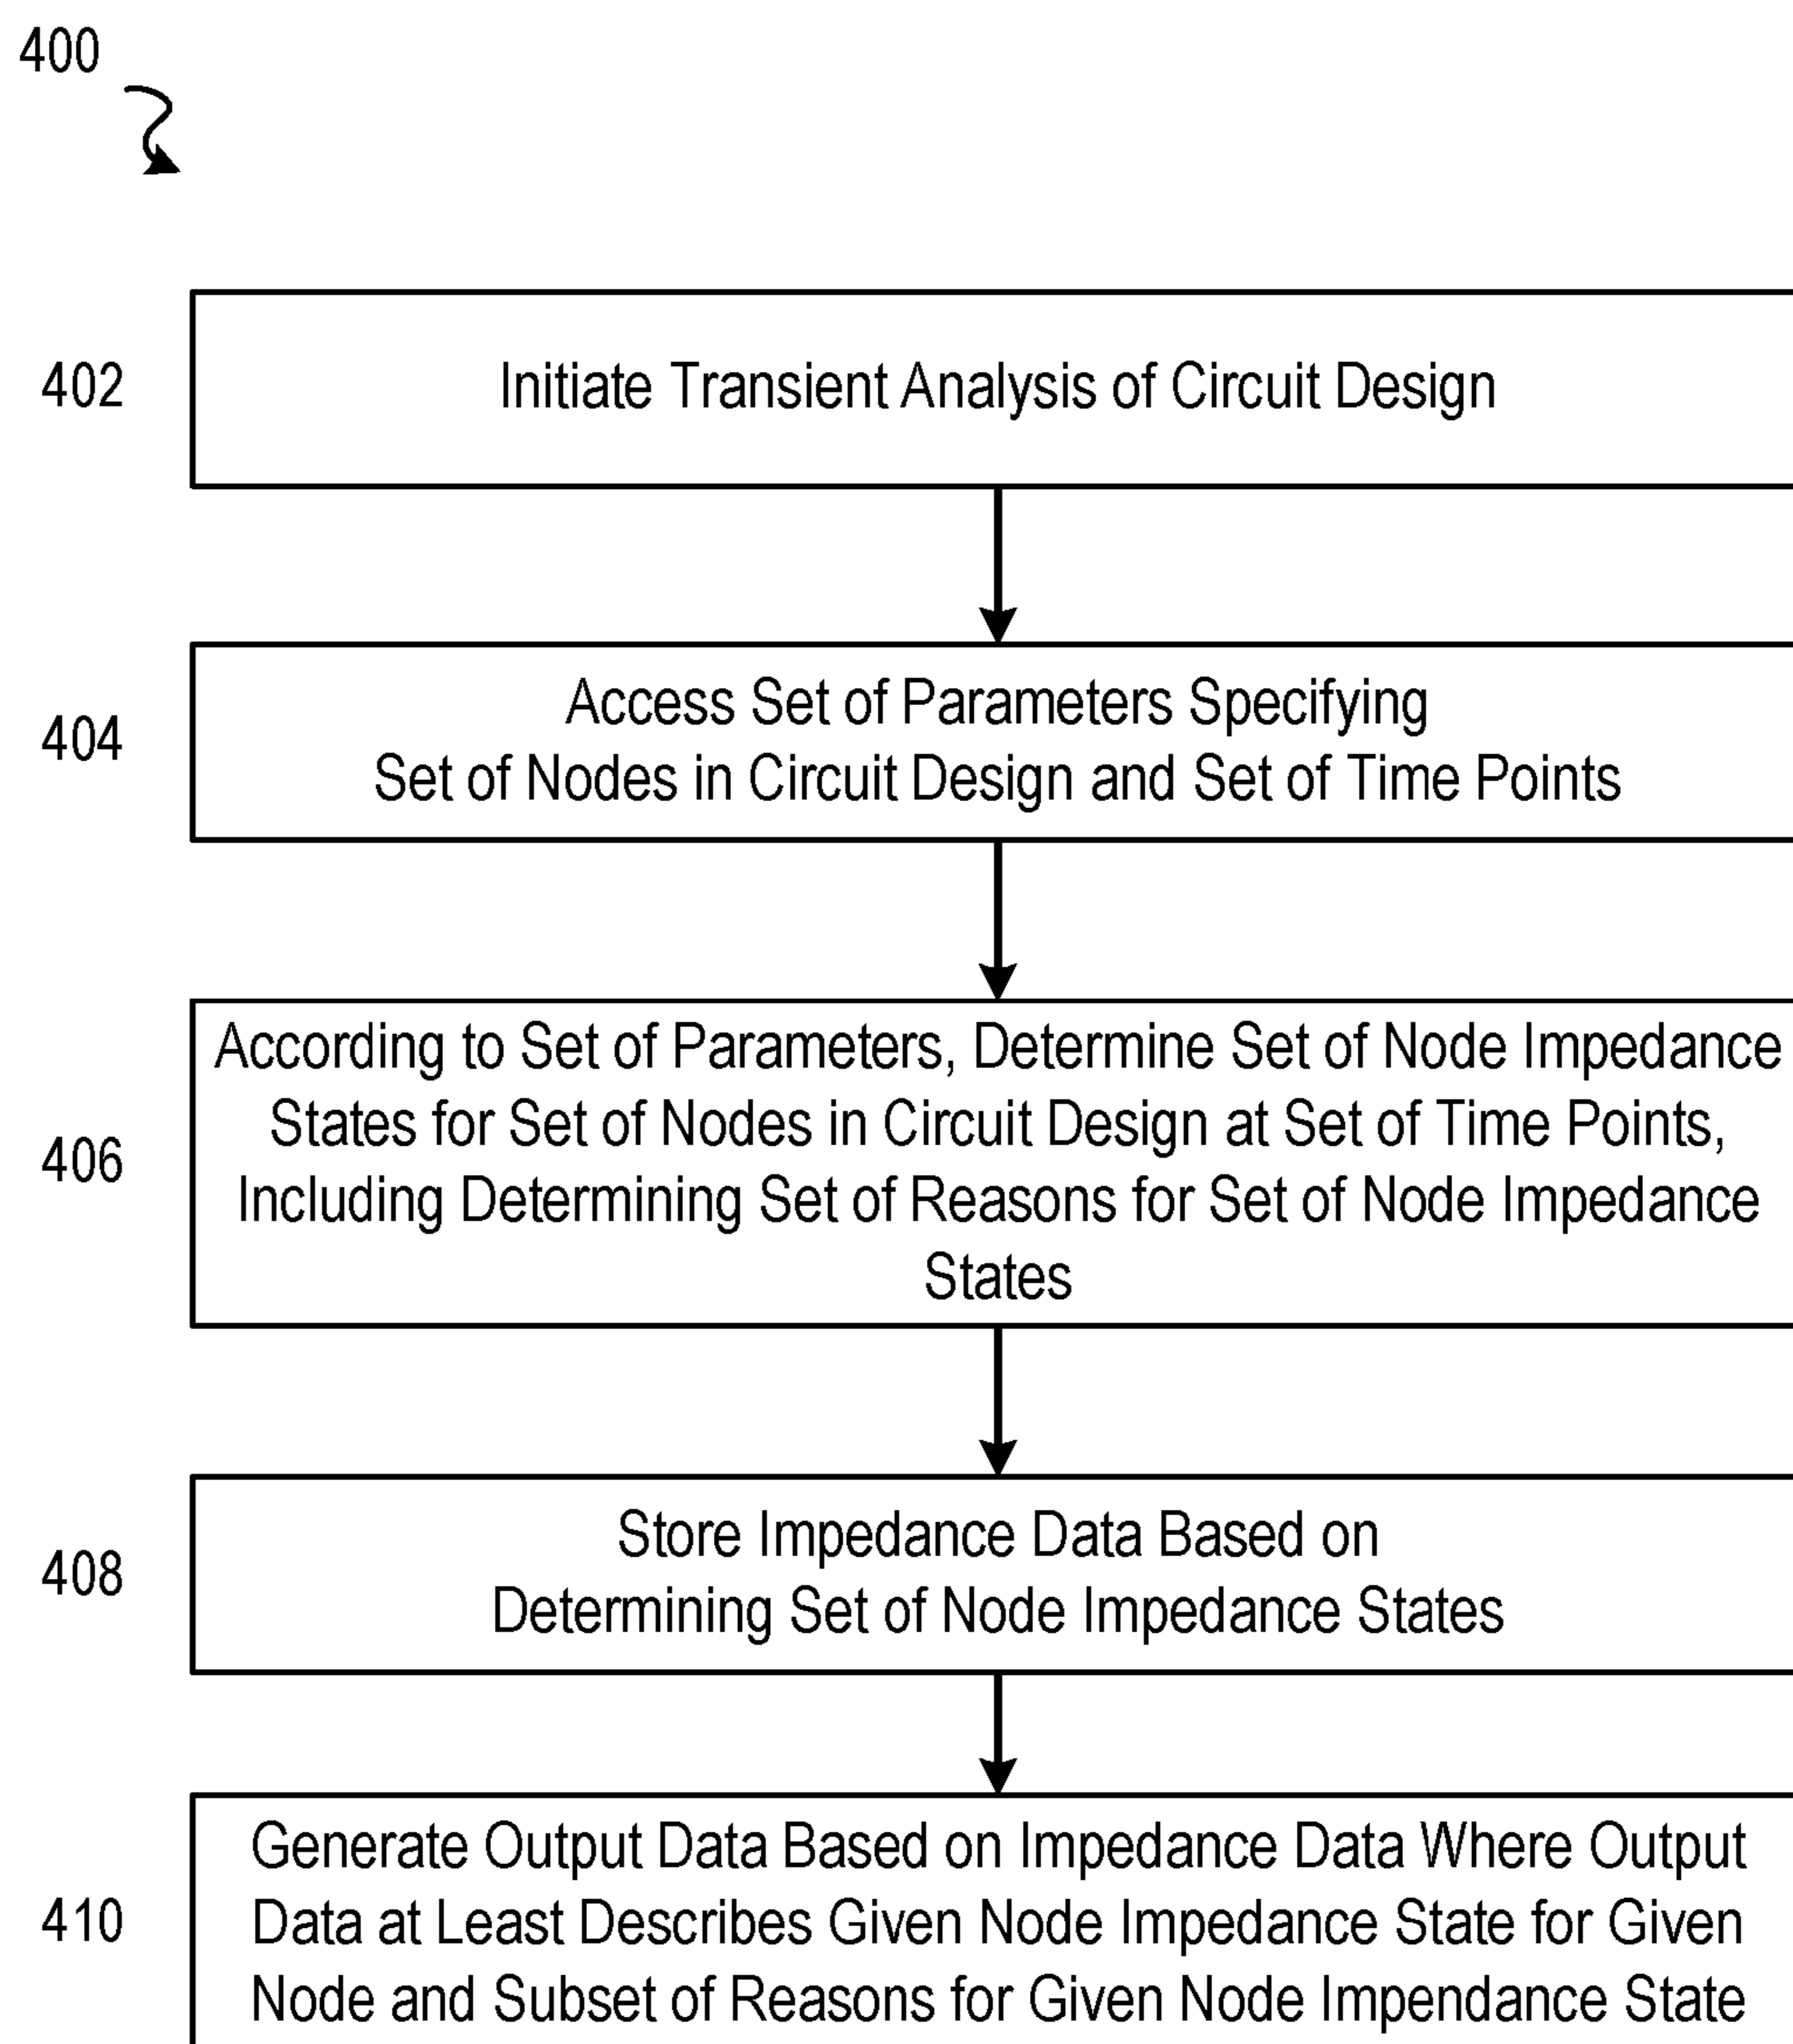 400
402
Initiate Transient Analysis of Circuit Design
404
Access Set of Parameters Specifying
Set of Nodes in Circuit Design and Set of Time Points
406
According to Set of Parameters, Determine Set of Node Impedance
States for Set of Nodes in Circuit Design at Set of Time Points,
Including Determining Set of Reasons for Set of Node Impedance
States
408
Store Impedance Data Based on
Determining Set of Node Impedance States
410
Generate Output Data Based on Impedance Data Where Output
Data at Least Describes Given Node Impedance State for Given
Node and Subset of Reasons for Given Node Impendance State